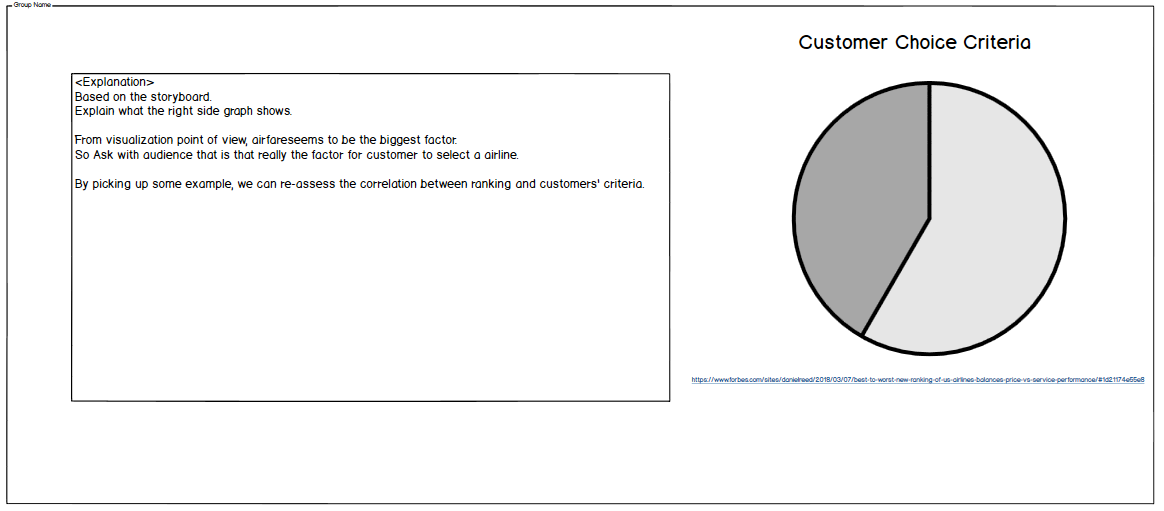 Group Name
Customer Choice Criteria
<Explanation>
Based on the storyboard.
Explain what the right side graph shows.
From visualization point of view, airfareseems to be the biggest factor.
So Ask with audience that is that really the factor for customer to select a airline.
By picking up some example, we can re-assess the correlation between ranking and customers' criteria.
https://www.forbes.com/sites/danielreed/2018/03/07/best-to-worst-new-ranking-of-us-airlines-balances-price-vs-service-performance/#1d21174e55e8